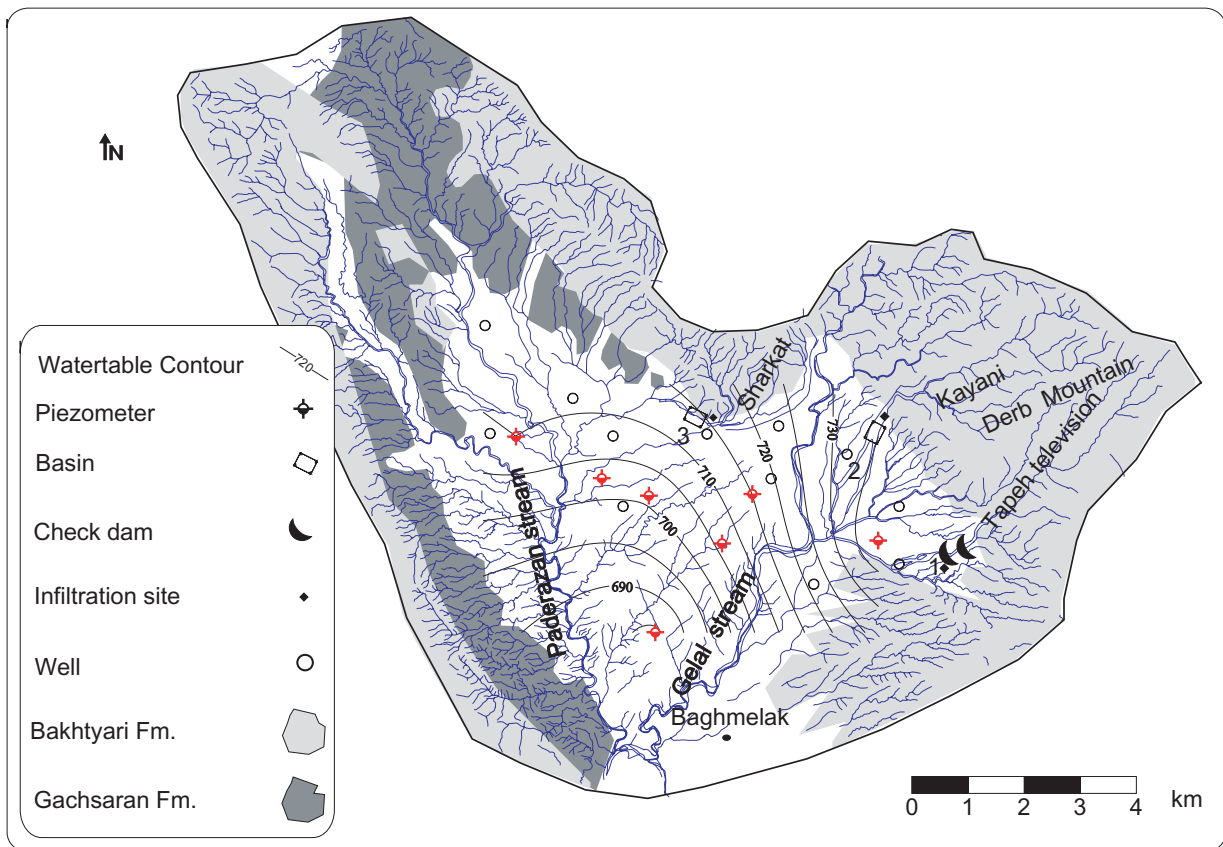 N
Watertable Contour
720
Piezometer
Basin
Check dam
Infiltration site
Well
Bakhtyari Fm.
Gachsaran Fm.
Sharkat
Kayani
Derb Mountain
Tapeh television
3
2
1
730
720
710
700
690
Paderazan stream
Gelal stream
Baghmelak
0 1 2 3 4 km